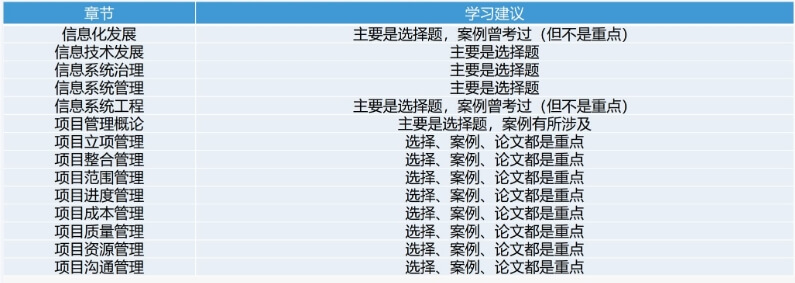 章节 学习建议
信息化发展 主要是选择题，案例曾考过（但不是重点）
信息技术发展 主要是选择题
信息系统治理 主要是选择题
信息系统管理 主要是选择题
信息系统工程 主要是选择题，案例曾考过（但不是重点）
项目管理概论 主要是选择题，案例有所涉及
项目立项管理 选择、案例、论文都是重点
项目整合管理 选择、案例、论文都是重点
项目范围管理 选择、案例、论文都是重点
项目进度管理 选择、案例、论文都是重点
项目成本管理 选择、案例、论文都是重点
项目质量管理 选择、案例、论文都是重点
项目资源管理 选择、案例、论文都是重点
项目沟通管理 选择、案例、论文都是重点